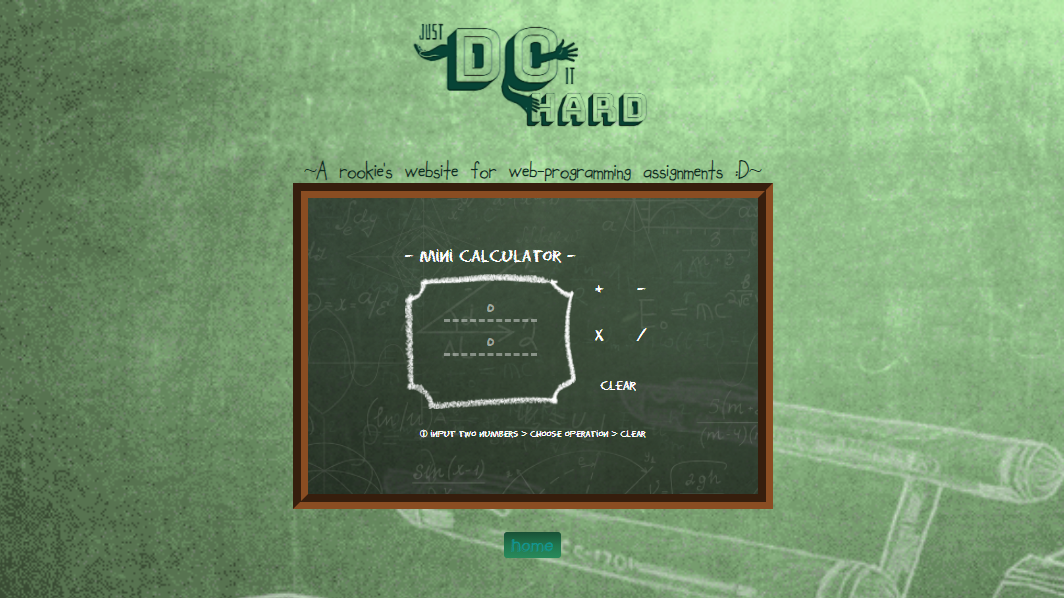 JUST
DC
IT
HARD
~A rookie's website for web-programming assignments :D~
- MINI CALCULATOR -
+ -
0
X /
0
CLEAR
① INPUT TWO NUMBERS > CHOOSE OPERATION > CLEAR
home